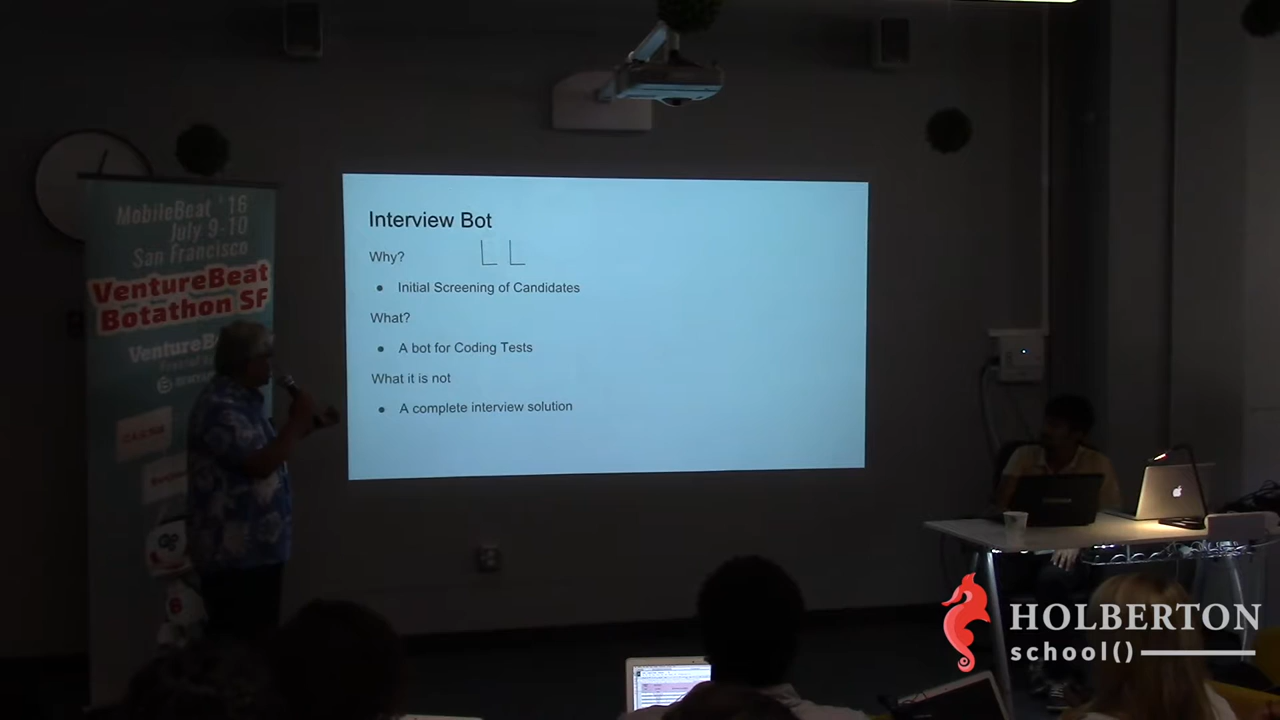 MobileBeat '16
July 9-10
San Francisco
VentureBeat
Botathon SF
Interview Bot
Why?
Initial Screening of Candidates
What?
A bot for Coding Tests
What it is not
A complete interview solution
HOLBERTON
school()